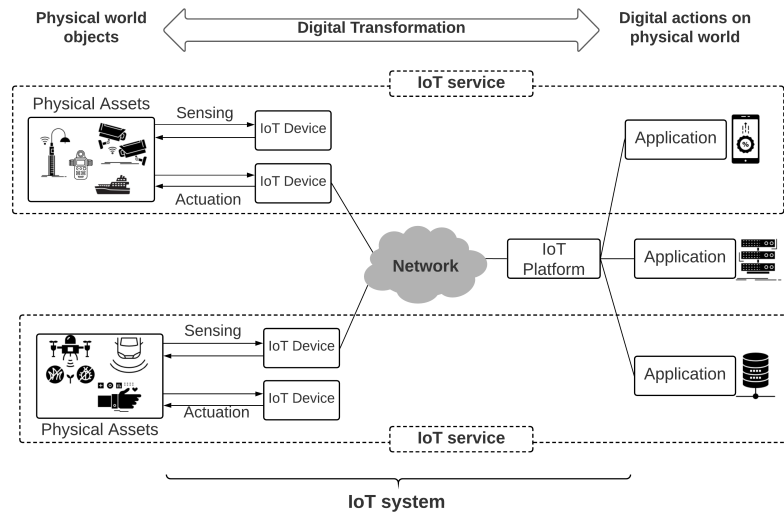 Physical world
objects
Digital Transformation
Digital actions on
physical world
IoT service
Physical Assets
Sensing
IoT Device
Application
%
IoT Device
Actuation
Network
IoT
Platform
Application
Sensing
IoT Device
Application
IoT Device
Actuation
Physical Assets
IoT service
IoT system